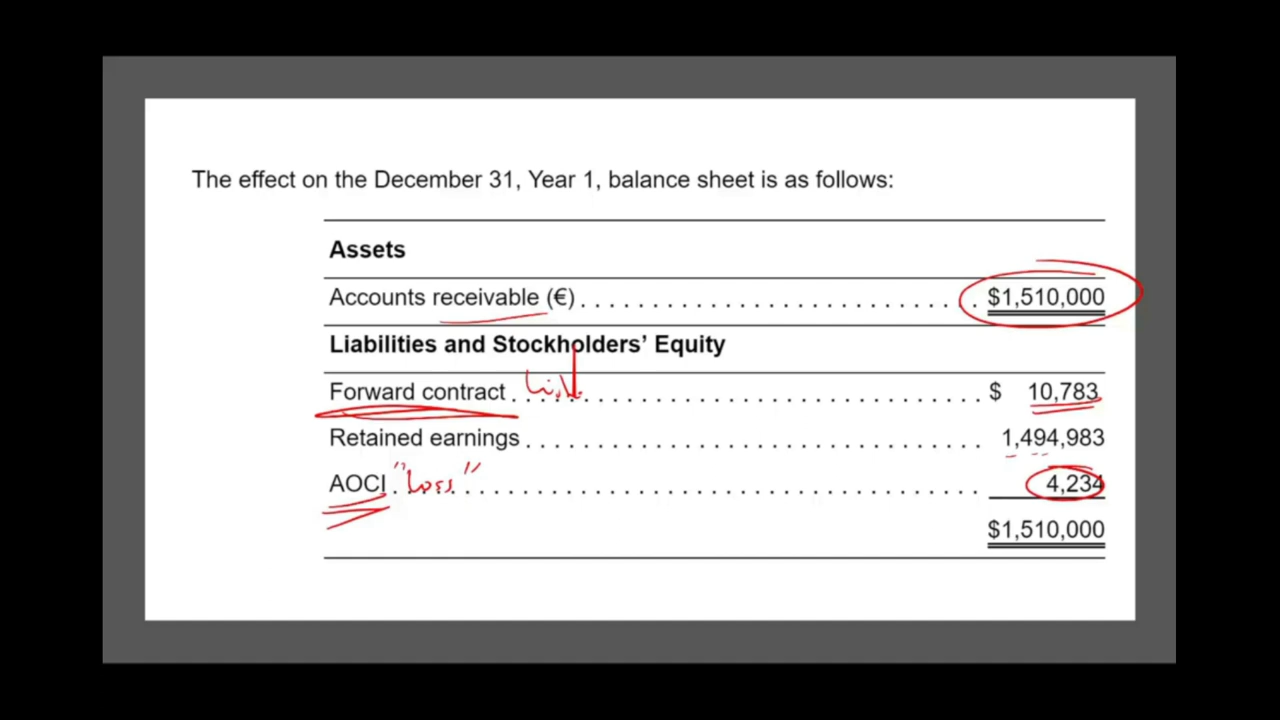 The effect on the December 31, Year 1, balance sheet is as follows:
Assets
Accounts receivable (€) . . . . . . . . . . . . . . . . . . . . . . . . . . . . $1,510,000
Liabilities and Stockholders’ Equity
Forward contract . . . . . . . . . . . . . . . . . . . . . . . . . . . . . . . . . $ 10,783
Retained earnings . . . . . . . . . . . . . . . . . . . . . . . . . . . . . . . . 1,494,983
AOCI "Loss" . . . . . . . . . . . . . . . . . . . . . . . . . . . . . . . . . . . . 4,234
$1,510,000